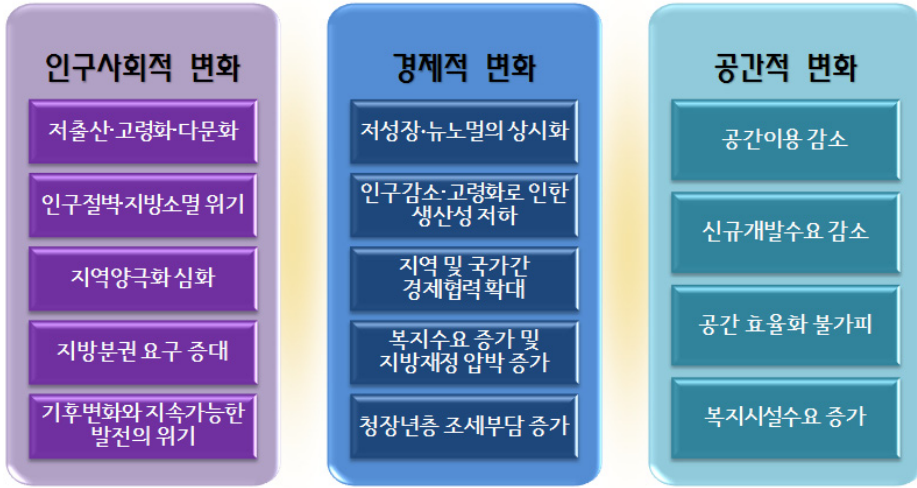 인구사회적 변화
저출산·고령화·다문화
인구절벽·지방소멸 위기
지역양극화 심화
지방분권 요구 증대
기후변화와 지속가능한
발전의 위기
경제적 변화
저성장·뉴노멀의 상시화
인구감소·고령화로 인한
생산성 저하
지역 및 국가간
경제협력 확대
복지수요 증가 및
지방재정 압박 증가
청장년층 조세부담 증가
공간적 변화
공간이용 감소
신규개발수요 감소
공간 효율화 불가피
복지시설수요 증가